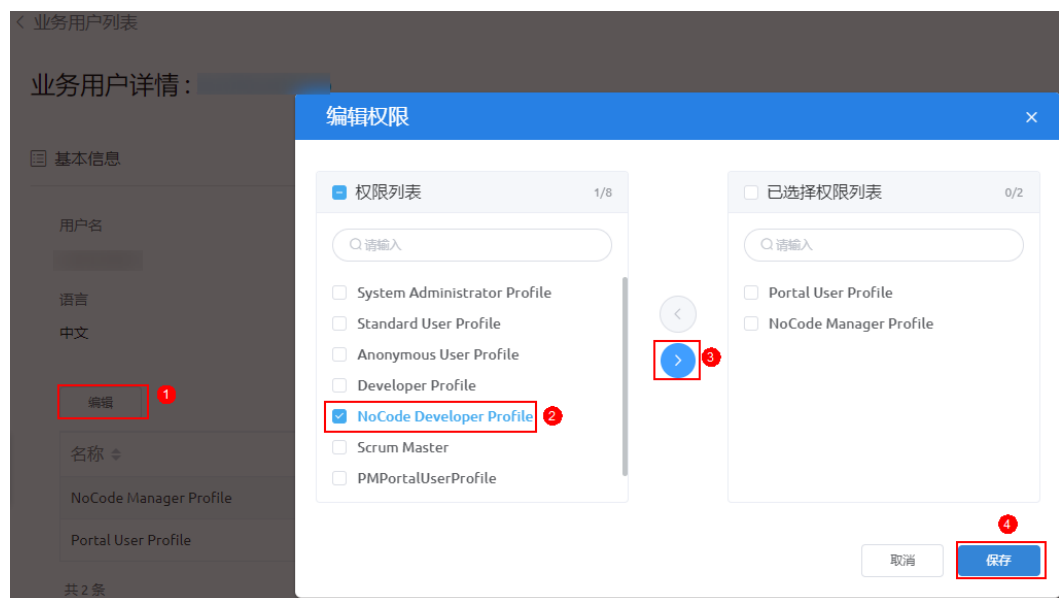 < 业务用户列表
业务用户详情：
基本信息
用户名
语言
中文
编辑
1
名称
NoCode Manager Profile
Portal User Profile
共2条
编辑权限
×
权限列表 1/8
请输入
System Administrator Profile
Standard User Profile
Anonymous User Profile
Developer Profile
NoCode Developer Profile 2
Scrum Master
PMPortalUserProfile
<
> 3
已选择权限列表 0/2
请输入
Portal User Profile
NoCode Manager Profile
4
取消 保存